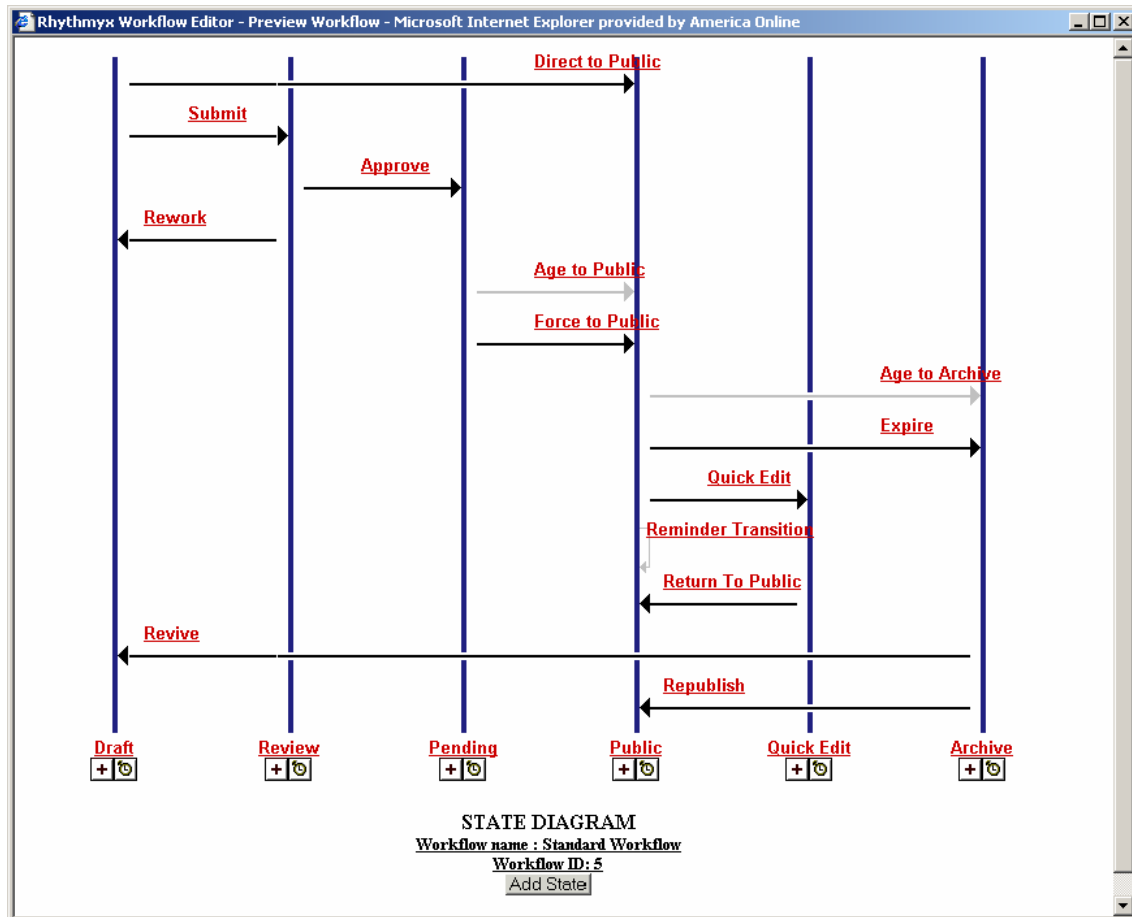 Rhythmyx Workflow Editor - Preview Workflow - Microsoft Internet Explorer provided by America Online
Direct to Public
Submit
Approve
Rework
Age to Public
Force to Public
Age to Archive
Expire
Quick Edit
Reminder Transition
Return To Public
Revive
Republish
Draft Review Pending Public Quick Edit Archive
STATE DIAGRAM
Workflow name : Standard Workflow
Workflow ID: 5
Add State